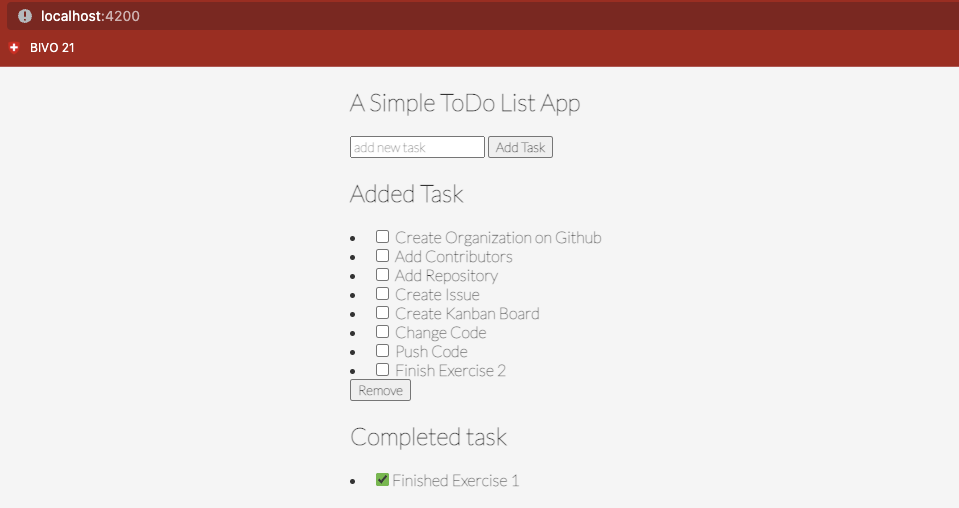 localhost:4200
BIVO 21
A Simple ToDo List App
add new task Add Task
Added Task
Create Organization on Github
Add Contributors
Add Repository
Create Issue
Create Kanban Board
Change Code
Push Code
Finish Exercise 2
Remove
Completed task
Finished Exercise 1